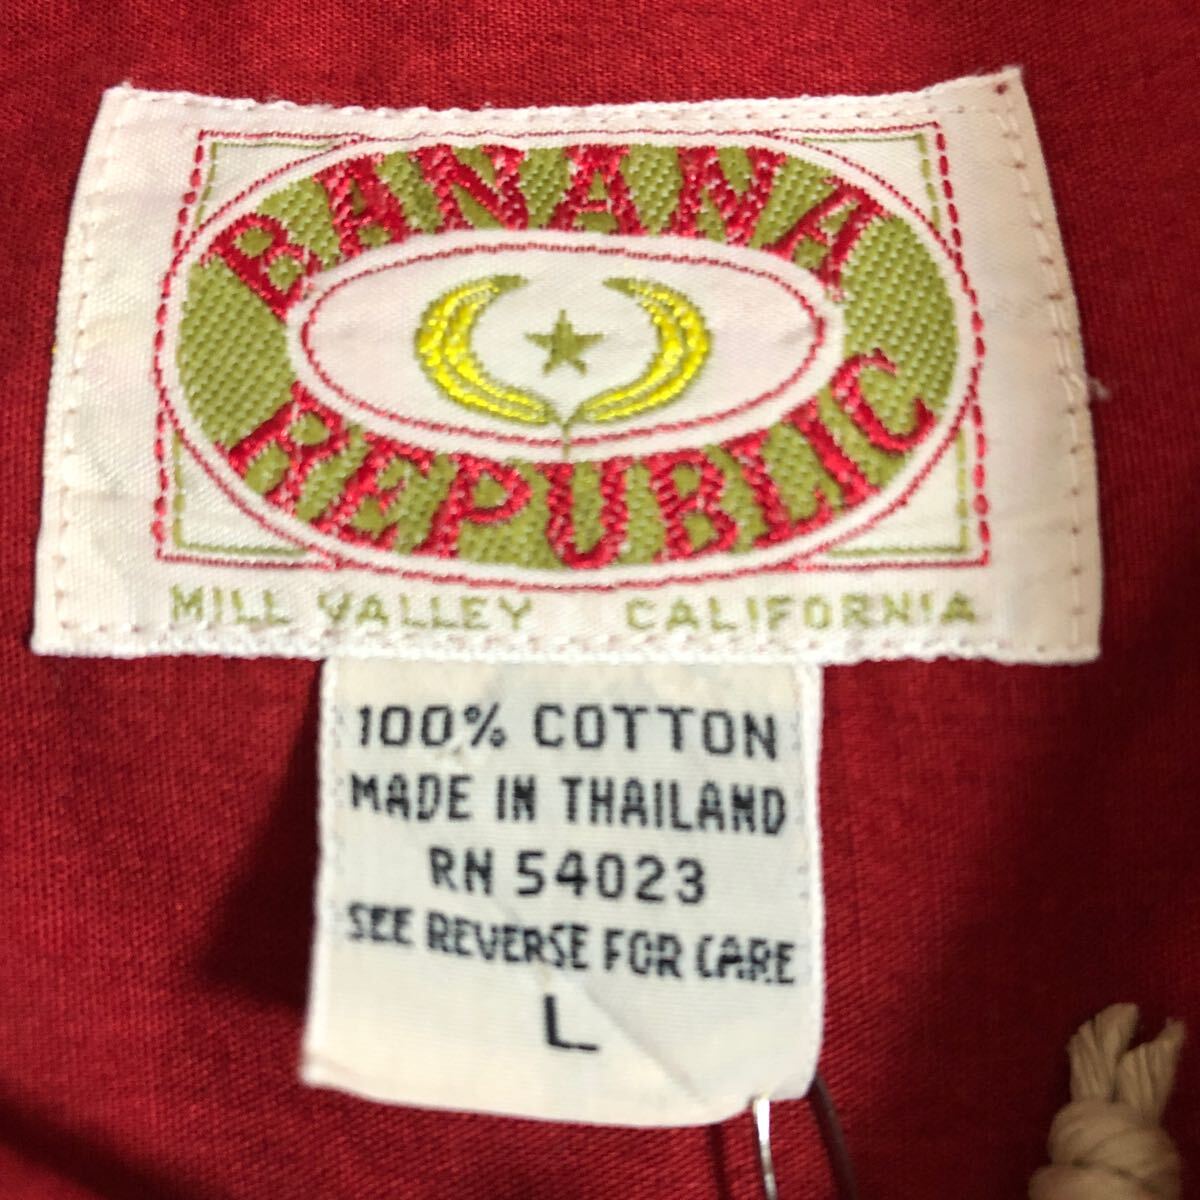 BANANA
REPUBLIC
MILL VALLEY CALIFORNIA
100% COTTON
MADE IN THAILAND
RN 54023
SEE REVERSE FOR CARE
L